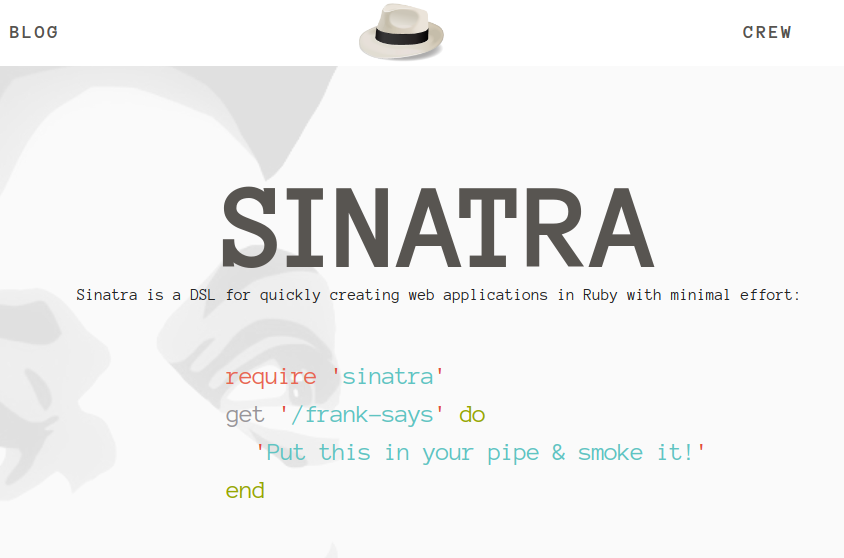 BLOG
CREW
SINATRA
Sinatra is a DSL for quickly creating web applications in Ruby with minimal effort:
require 'sinatra'
get '/frank-says' do
  'Put this in your pipe & smoke it!'
end